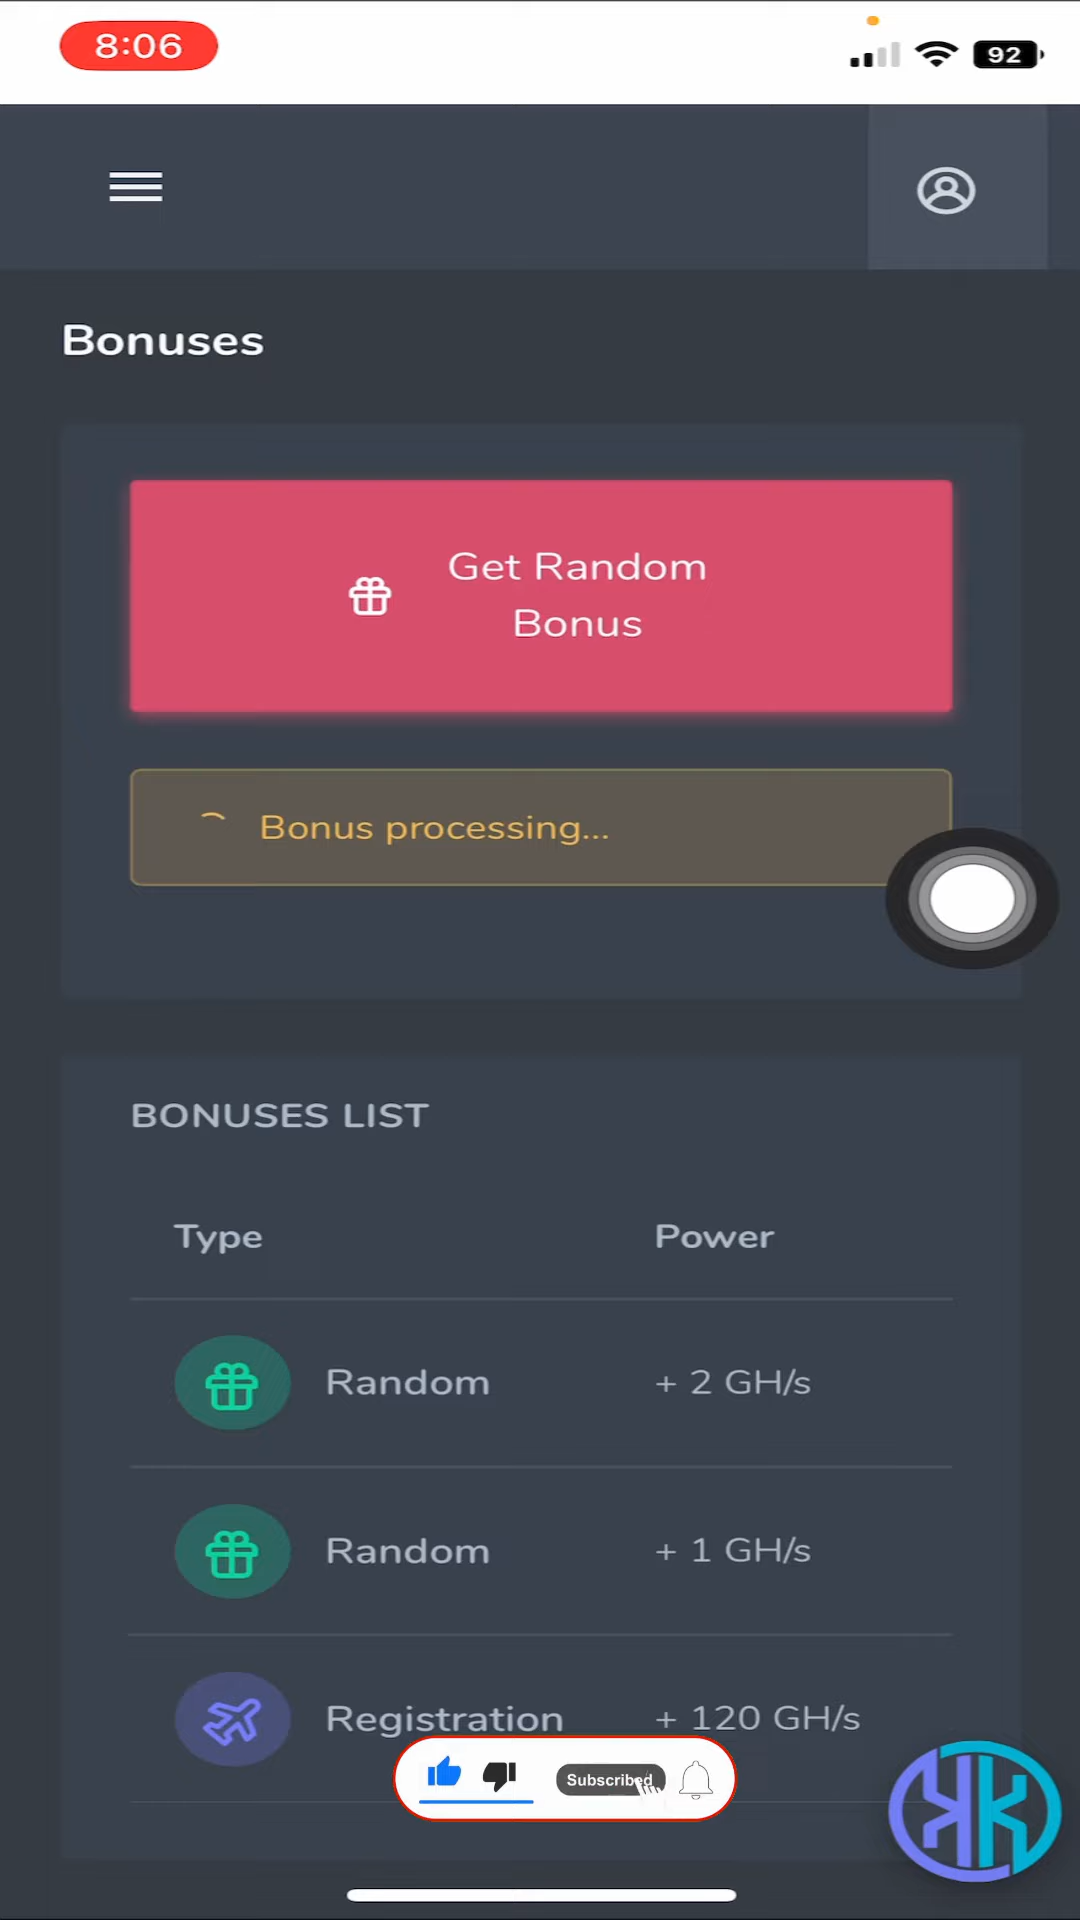 8:06
92
Bonuses
Get Random
Bonus
Bonus processing...
BONUSES LIST
Type Power
Random + 2 GH/s
Random + 1 GH/s
Registration + 120 GH/s
Subscribed